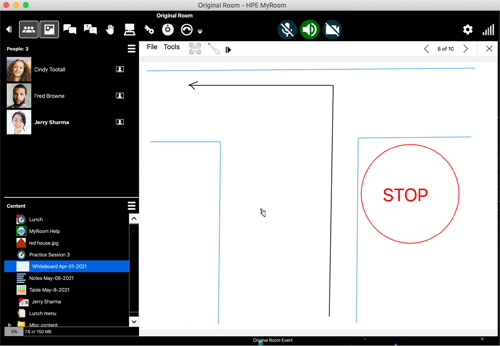 Original Room - HPE MyRoom
Original Room
People: 3
File Tools
6 of 10
Cindy Tootall
Fred Browne
Jerry Sharma
STOP
Content
Lunch
MyRoom Help
red house.jpg
Practice Session 3
Whiteboard Apr-01-2021
Notes May-08-2021
Table May-8-2021
Jerry Sharma
Lunch menu
Misc content
5% 7.6 of 150 MB
Original Room Event